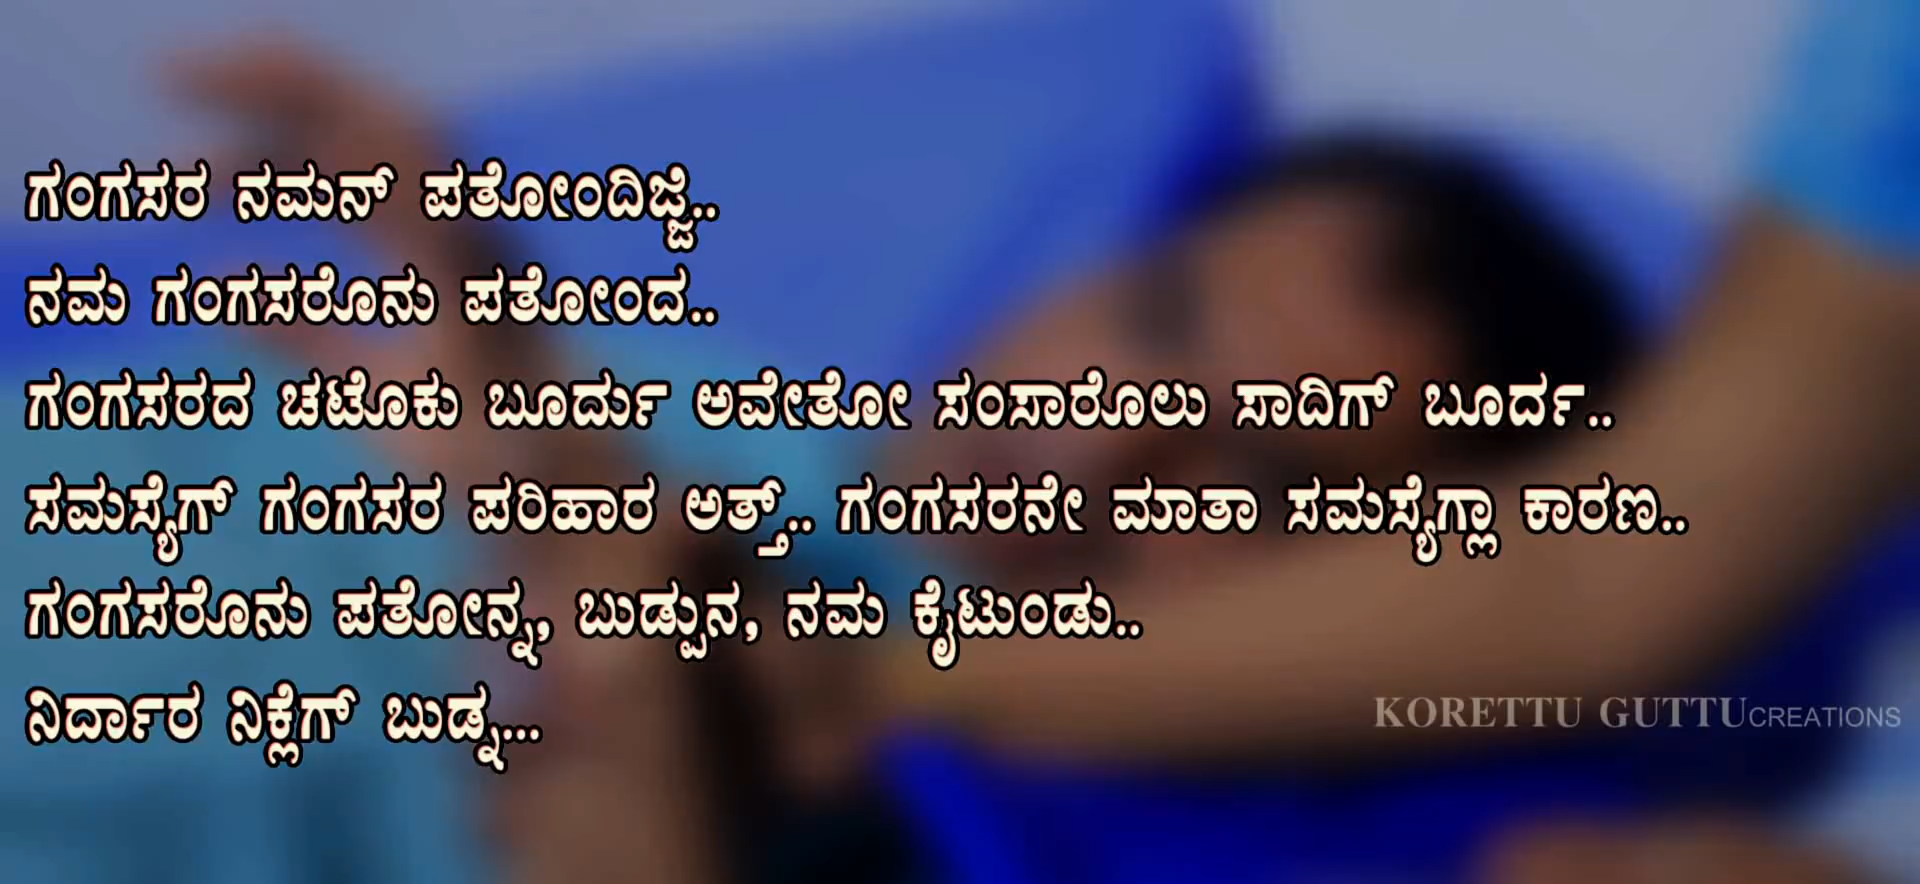 ಗಂಗಸರ ನಮನ್ ಪತೋಂದಿಜ್ಜಿ..
ನಮ ಗಂಗಸರೊನು ಪತೋಂದ..
ಗಂಗಸರದ ಚಟೊಕು ಬೂರ್ದು ಅವೇತೋ ಸಂಸಾರೊಲು ಸಾದಿಗ್ ಬೂರ್ದ..
ಸಮಸ್ಯೆಗ್ ಗಂಗಸರ ಪರಿಹಾರ ಅತ್ತ್.. ಗಂಗಸರನೇ ಮಾತಾ ಸಮಸ್ಯೆಗ್ಲಾ ಕಾರಣ..
ಗಂಗಸರೊನು ಪತೋನ್ನ, ಬುಡ್ಪುನ, ನಮ ಕೈಟುಂಡು..
ನಿರ್ದಾರ ನಿಕ್ಲೆಗ್ ಬುಡ್ನ...
KORETTU GUTTU CREATIONS